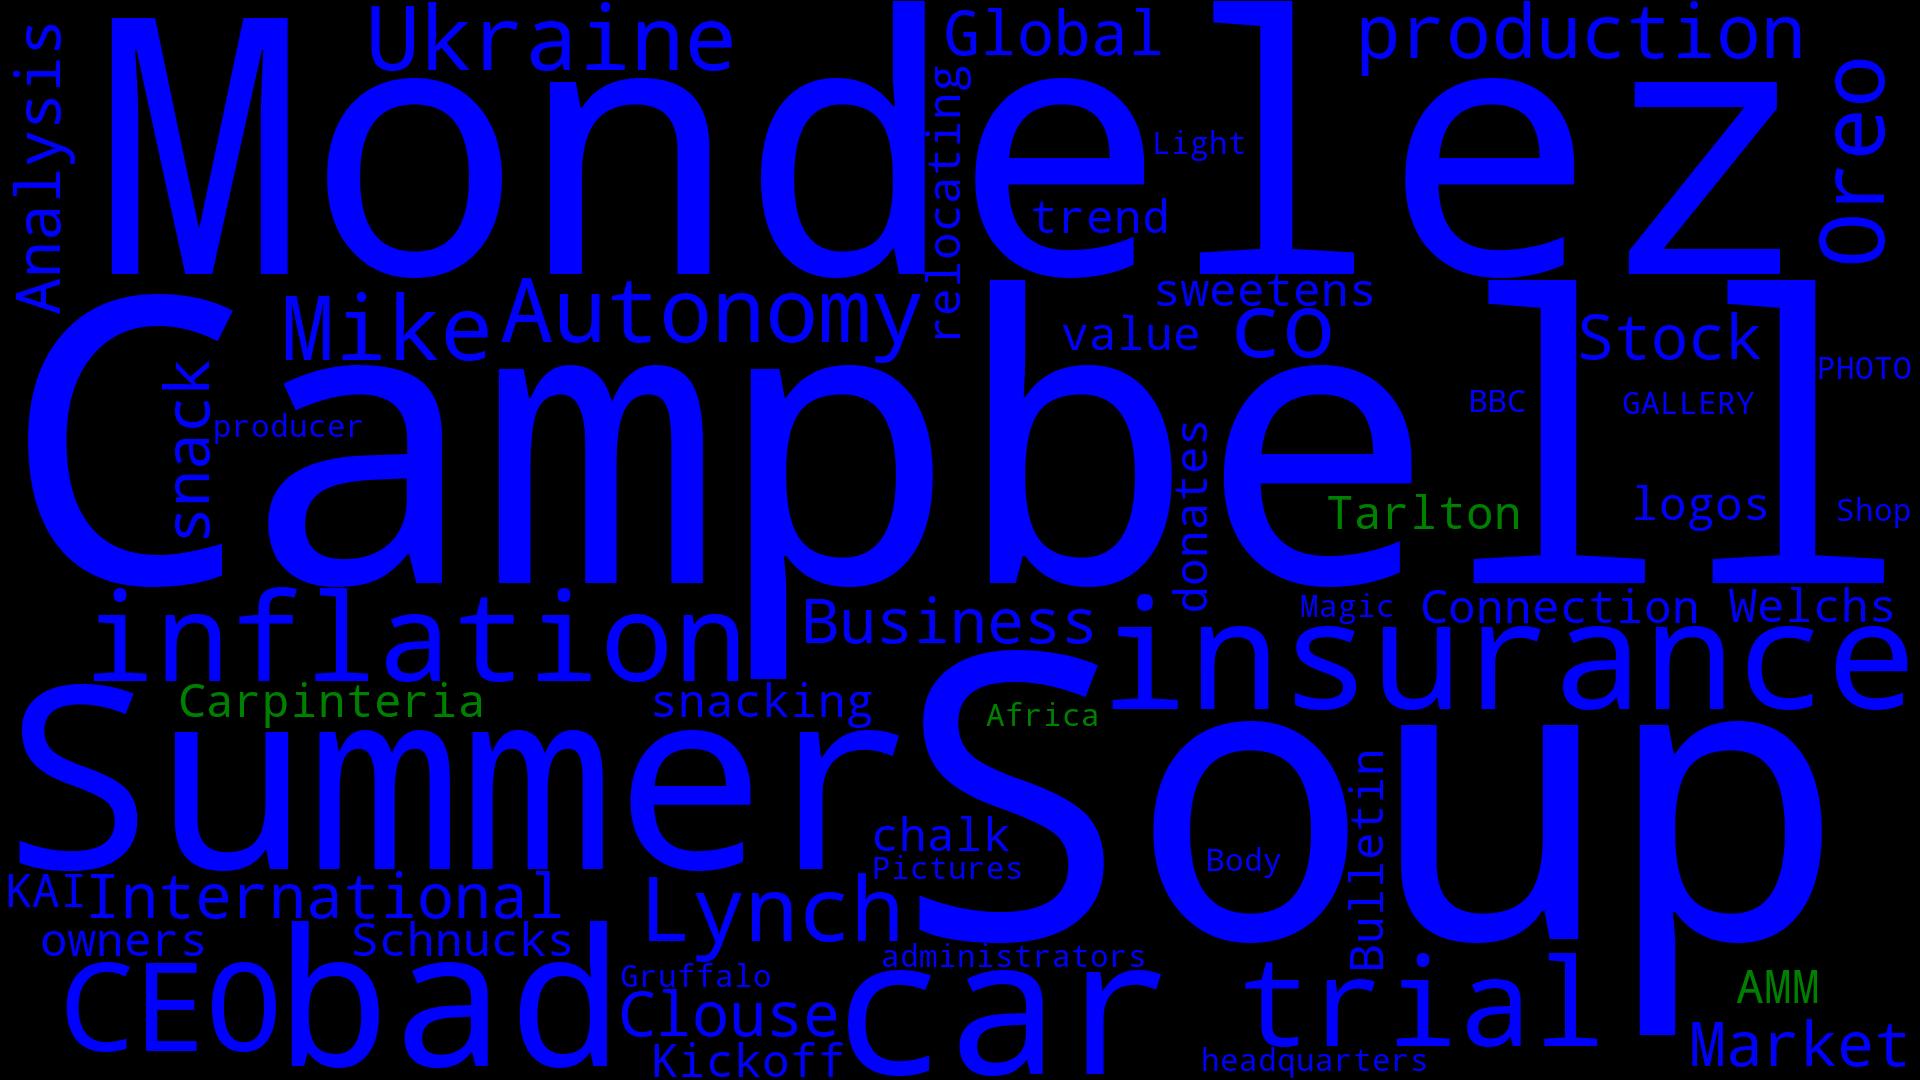 Analysis
Mondelez
Ukraine
Global
production
Oreo
relocating
Light
trend
sweetens
Mike
Autonomy
value
co
Stock
PHOTO
Campbell
snack
producer
BBC
GALLERY
donates
Tarlton
logos
Shop
inflation
Business
Magic
Connection
Welchs
insurance
Carpinteria
snacking
Africa
Summer
Soup
chalk
Pictures
Body
Bulletin
KAI
International
Lynch
owners
Schnucks
administrators
CEO
bad
Gruffalo
Clouse
Kickoff
car
trial
headquarters
AMM
Market